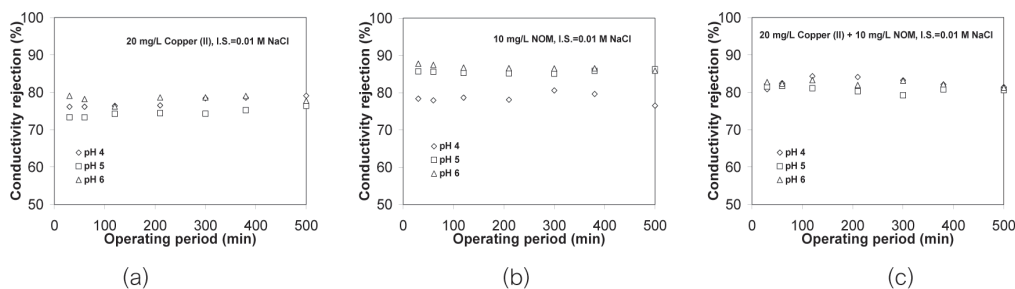 Conductivity rejection (%)
100
90
80
70
60
50
20 mg/L Copper (II), I.S.=0.01 M NaCl
pH 4
pH 5
pH 6
0 100 200 300 400 500
Operating period (min)
(a)
Conductivity rejection (%)
100
90
80
70
60
50
10 mg/L NOM, I.S.=0.01 M NaCl
pH 4
pH 5
pH 6
0 100 200 300 400 500
Operating period (min)
(b)
Conductivity rejection (%)
100
90
80
70
60
50
20 mg/L Copper (II) + 10 mg/L NOM, I.S.=0.01 M NaCl
pH 4
pH 5
pH 6
0 100 200 300 400 500
Operating period (min)
(c)